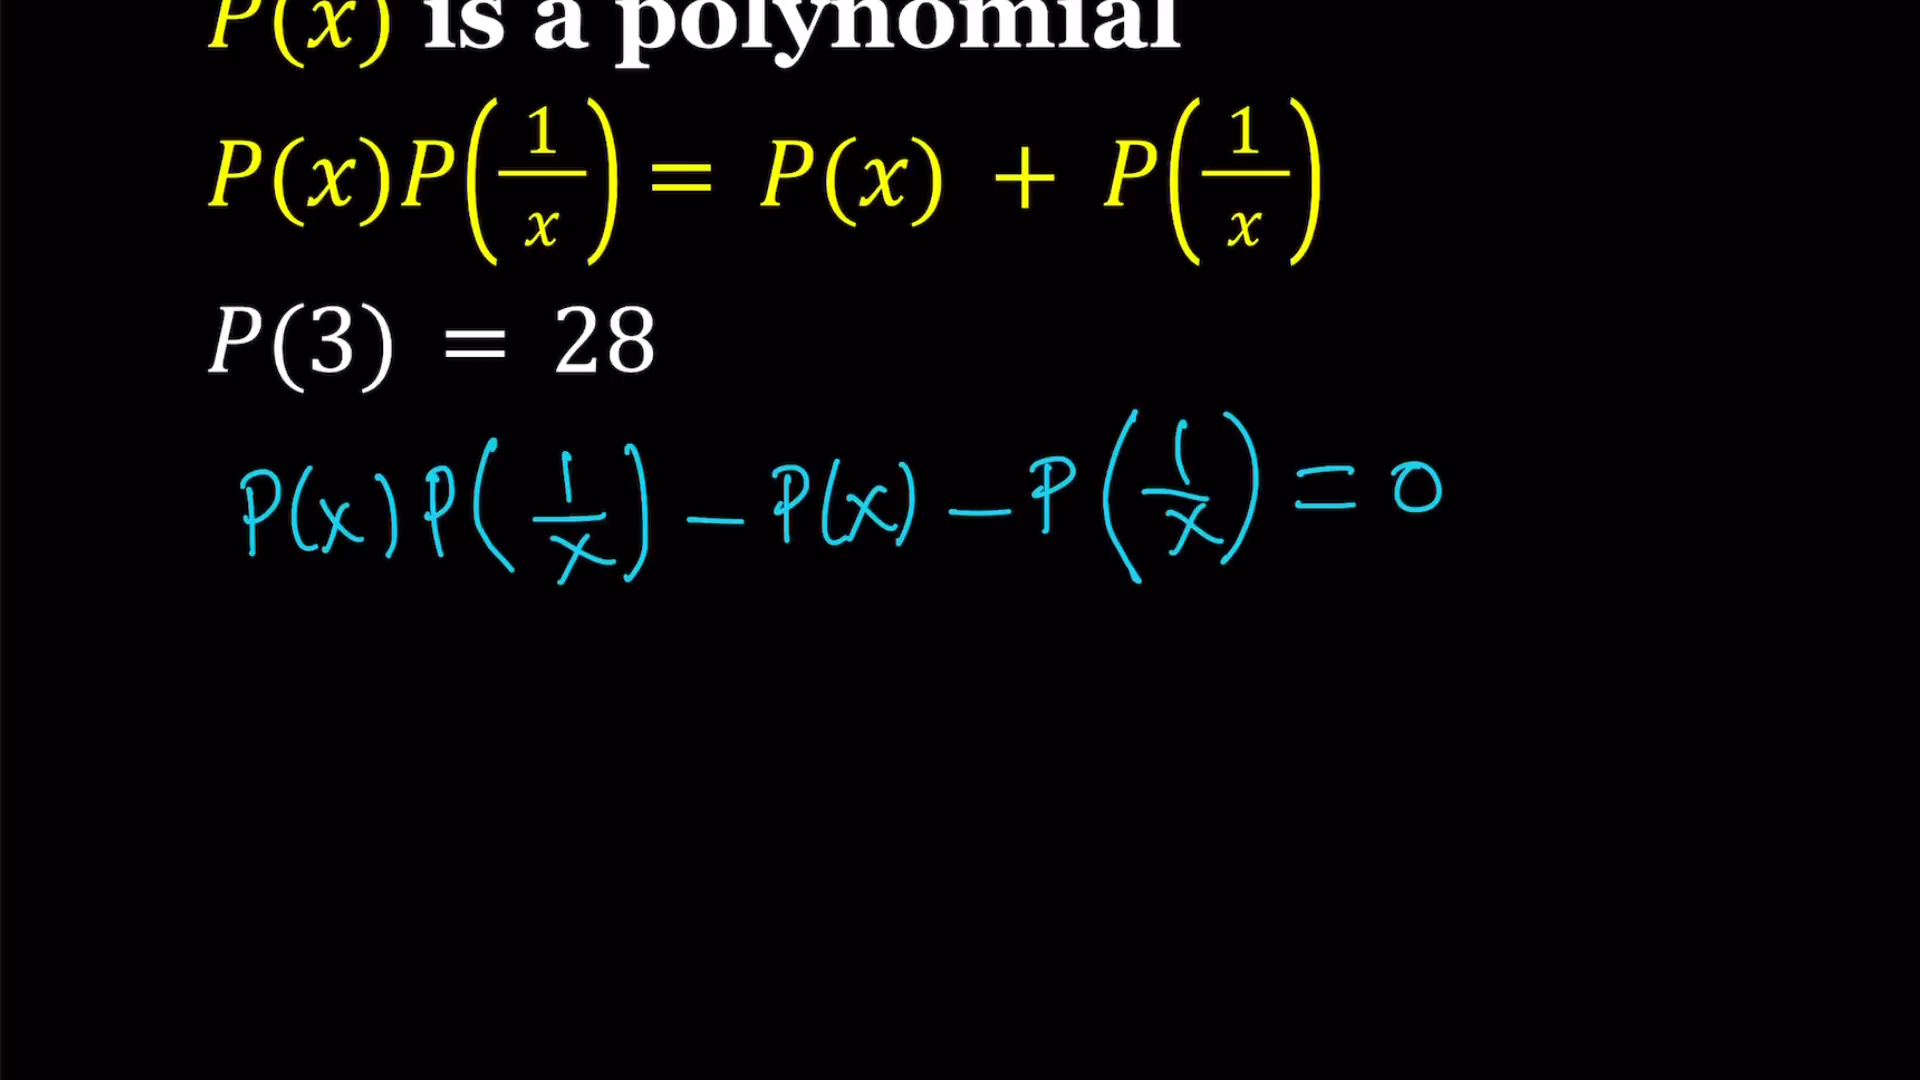 P(x) is a polynomial
P(x)P(1/x) = P(x) + P(1/x)
P(3) = 28
P(x)P(1/x) - P(x) - P(1/x) = 0